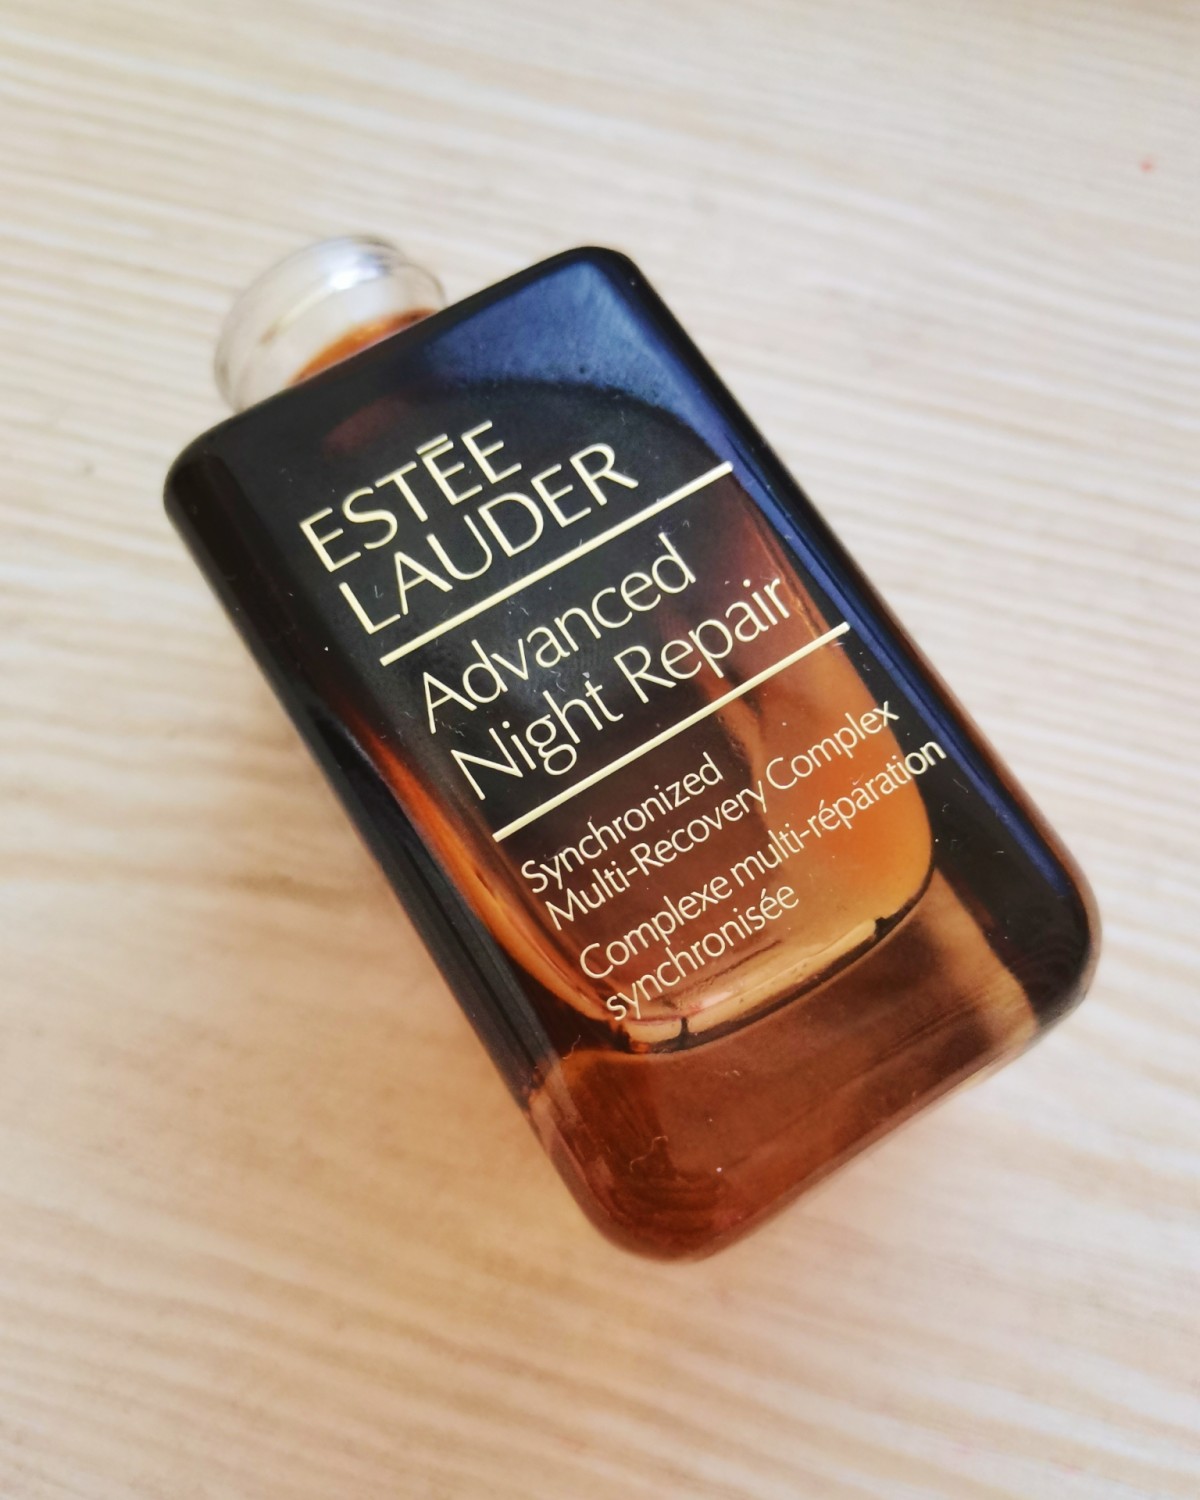 ESTĒE
LAUDER
Advanced
Night Repair
Synchronized
Multi-Recovery Complex
Complexe multi-réparation
synchronisée